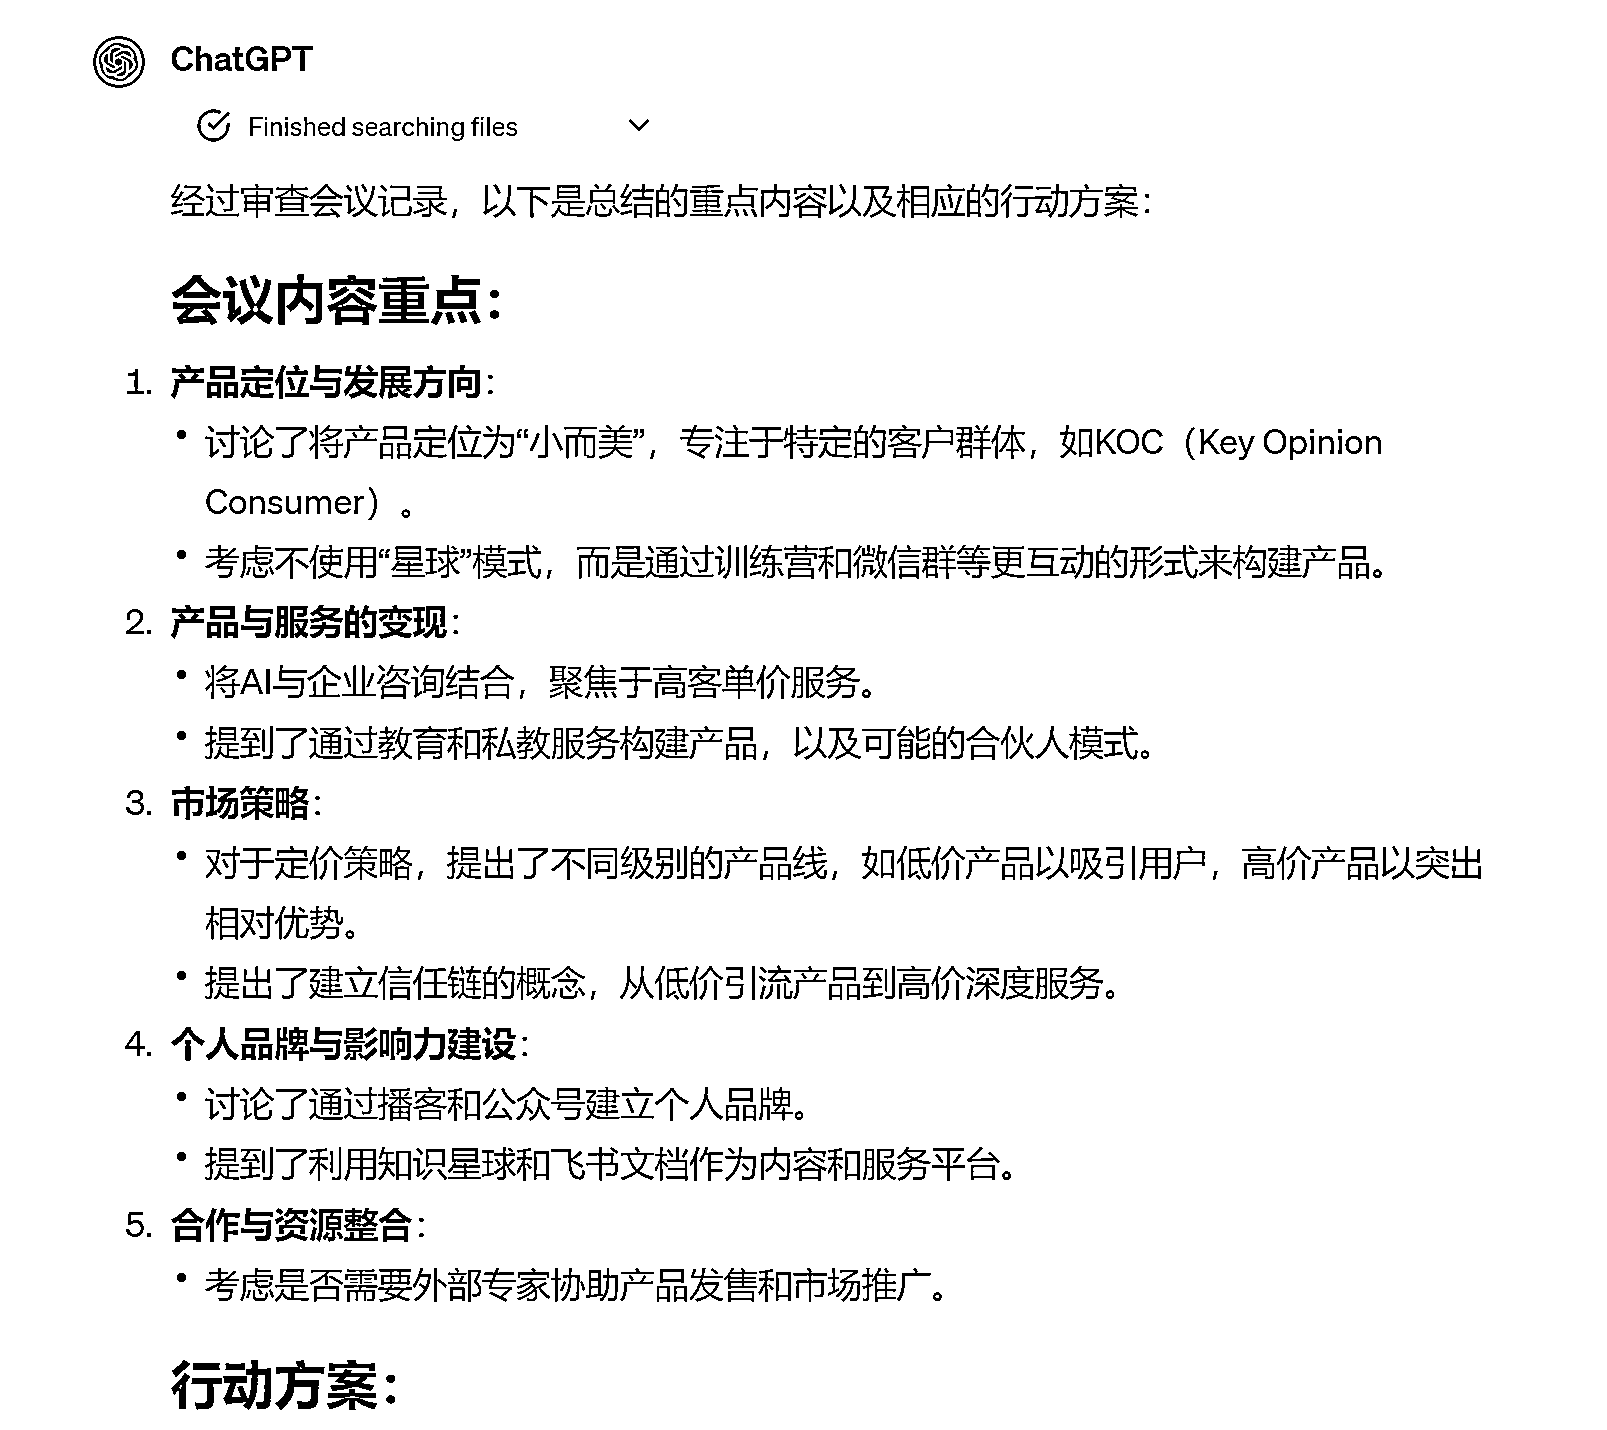 ChatGPT
Finished searching files
经过审查会议记录，以下是总结的重点内容以及相应的行动方案：
会议内容重点：
1. 产品定位与发展方向：
• 讨论了将产品定位为“小而美”，专注于特定的客户群体，如KOC（Key Opinion
Consumer）。
• 考虑不使用“星球”模式，而是通过训练营和微信群等更互动的形式来构建产品。
2. 产品与服务的变现：
• 将AI与企业咨询结合，聚焦于高客单价服务。
• 提到了通过教育和私教服务构建产品，以及可能的合伙人模式。
3. 市场策略：
• 对于定价策略，提出了不同级别的产品线，如低价产品以吸引用户，高价产品以突出
相对优势。
• 提出了建立信任链的概念，从低价引流产品到高价深度服务。
4. 个人品牌与影响力建设：
• 讨论了通过播客和公众号建立个人品牌。
• 提到了利用知识星球和飞书文档作为内容和服务平台。
5. 合作与资源整合：
• 考虑是否需要外部专家协助产品发售和市场推广。
行动方案：